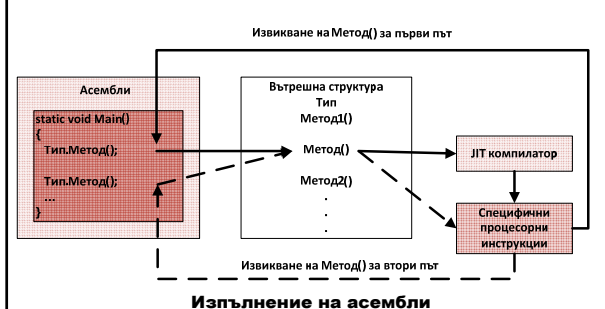 Извикване на Метод() за първи път
Асембли
static void Main()
{
Тип.Метод();
Тип.Метод();
...
}
Вътрешна структура
Тип
Метод1()
Метод()
Метод2()
.
.
.
JIT компилатор
Специфични
процесорни
инструкции
Извикване на Метод() за втори път
Изпълнение на асембли